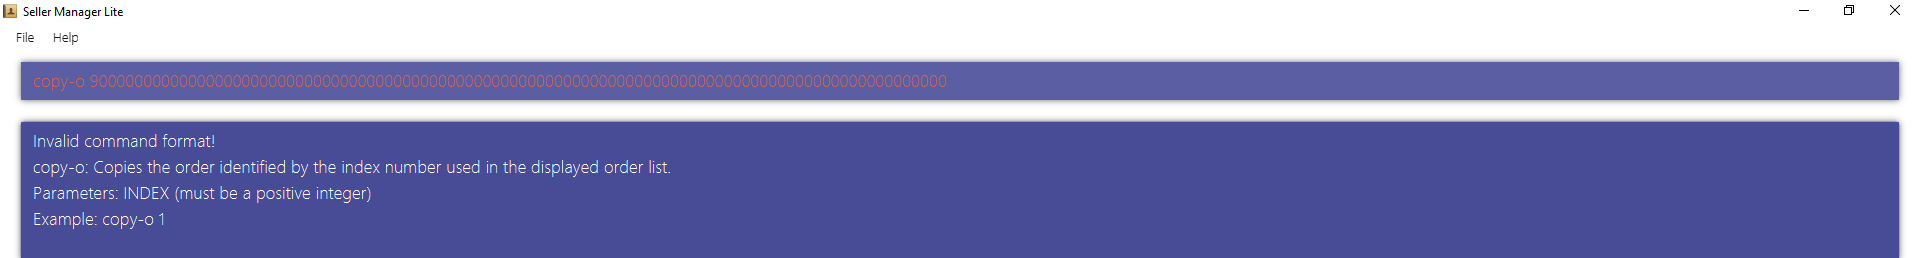 Seller Manager Lite
File Help
copy-o
Invalid command format!
copy-o: Copies the order identified by the index number used in the displayed order list.
Parameters: INDEX (must be a positive integer)
Example: copy-o 1